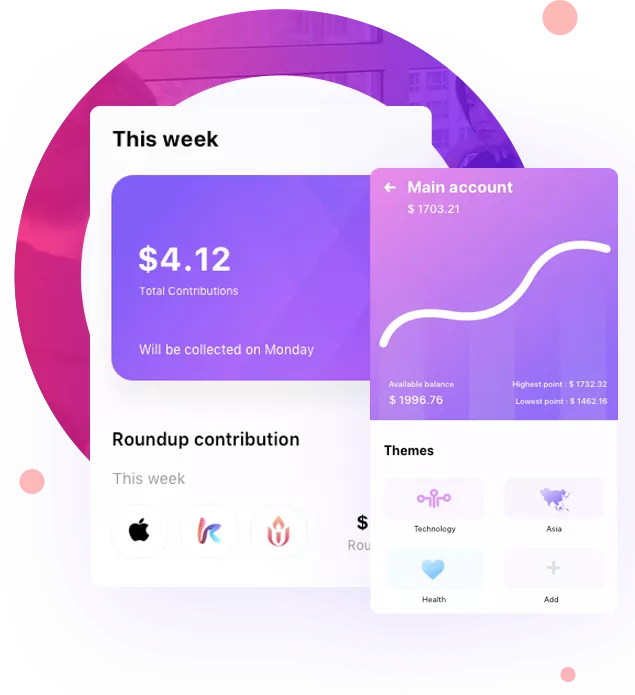 This week
$4.12
Total Contributions
Will be collected on Monday
Roundup contribution
This week
$
Main account
$ 1703.21
Available balance
$ 1996.76
Highest point : $ 1732.32
Lowest point : $ 1462.16
Themes
Technology
Asia
Health
Add